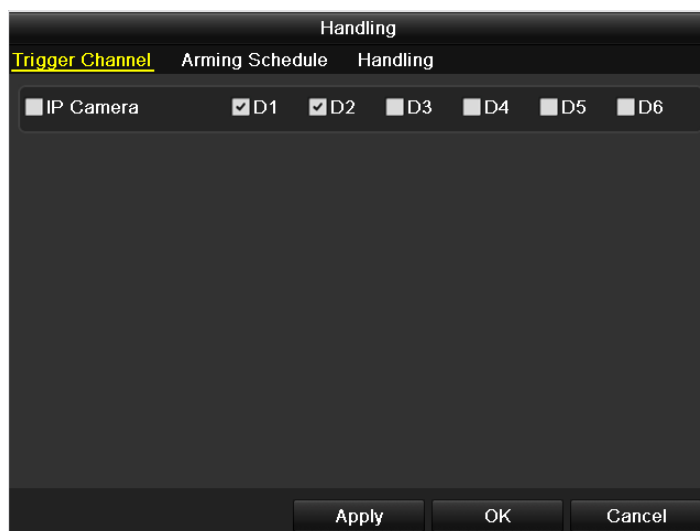 Handling
Trigger Channel Arming Schedule Handling
IP Camera D1 D2 D3 D4 D5 D6
Apply OK Cancel